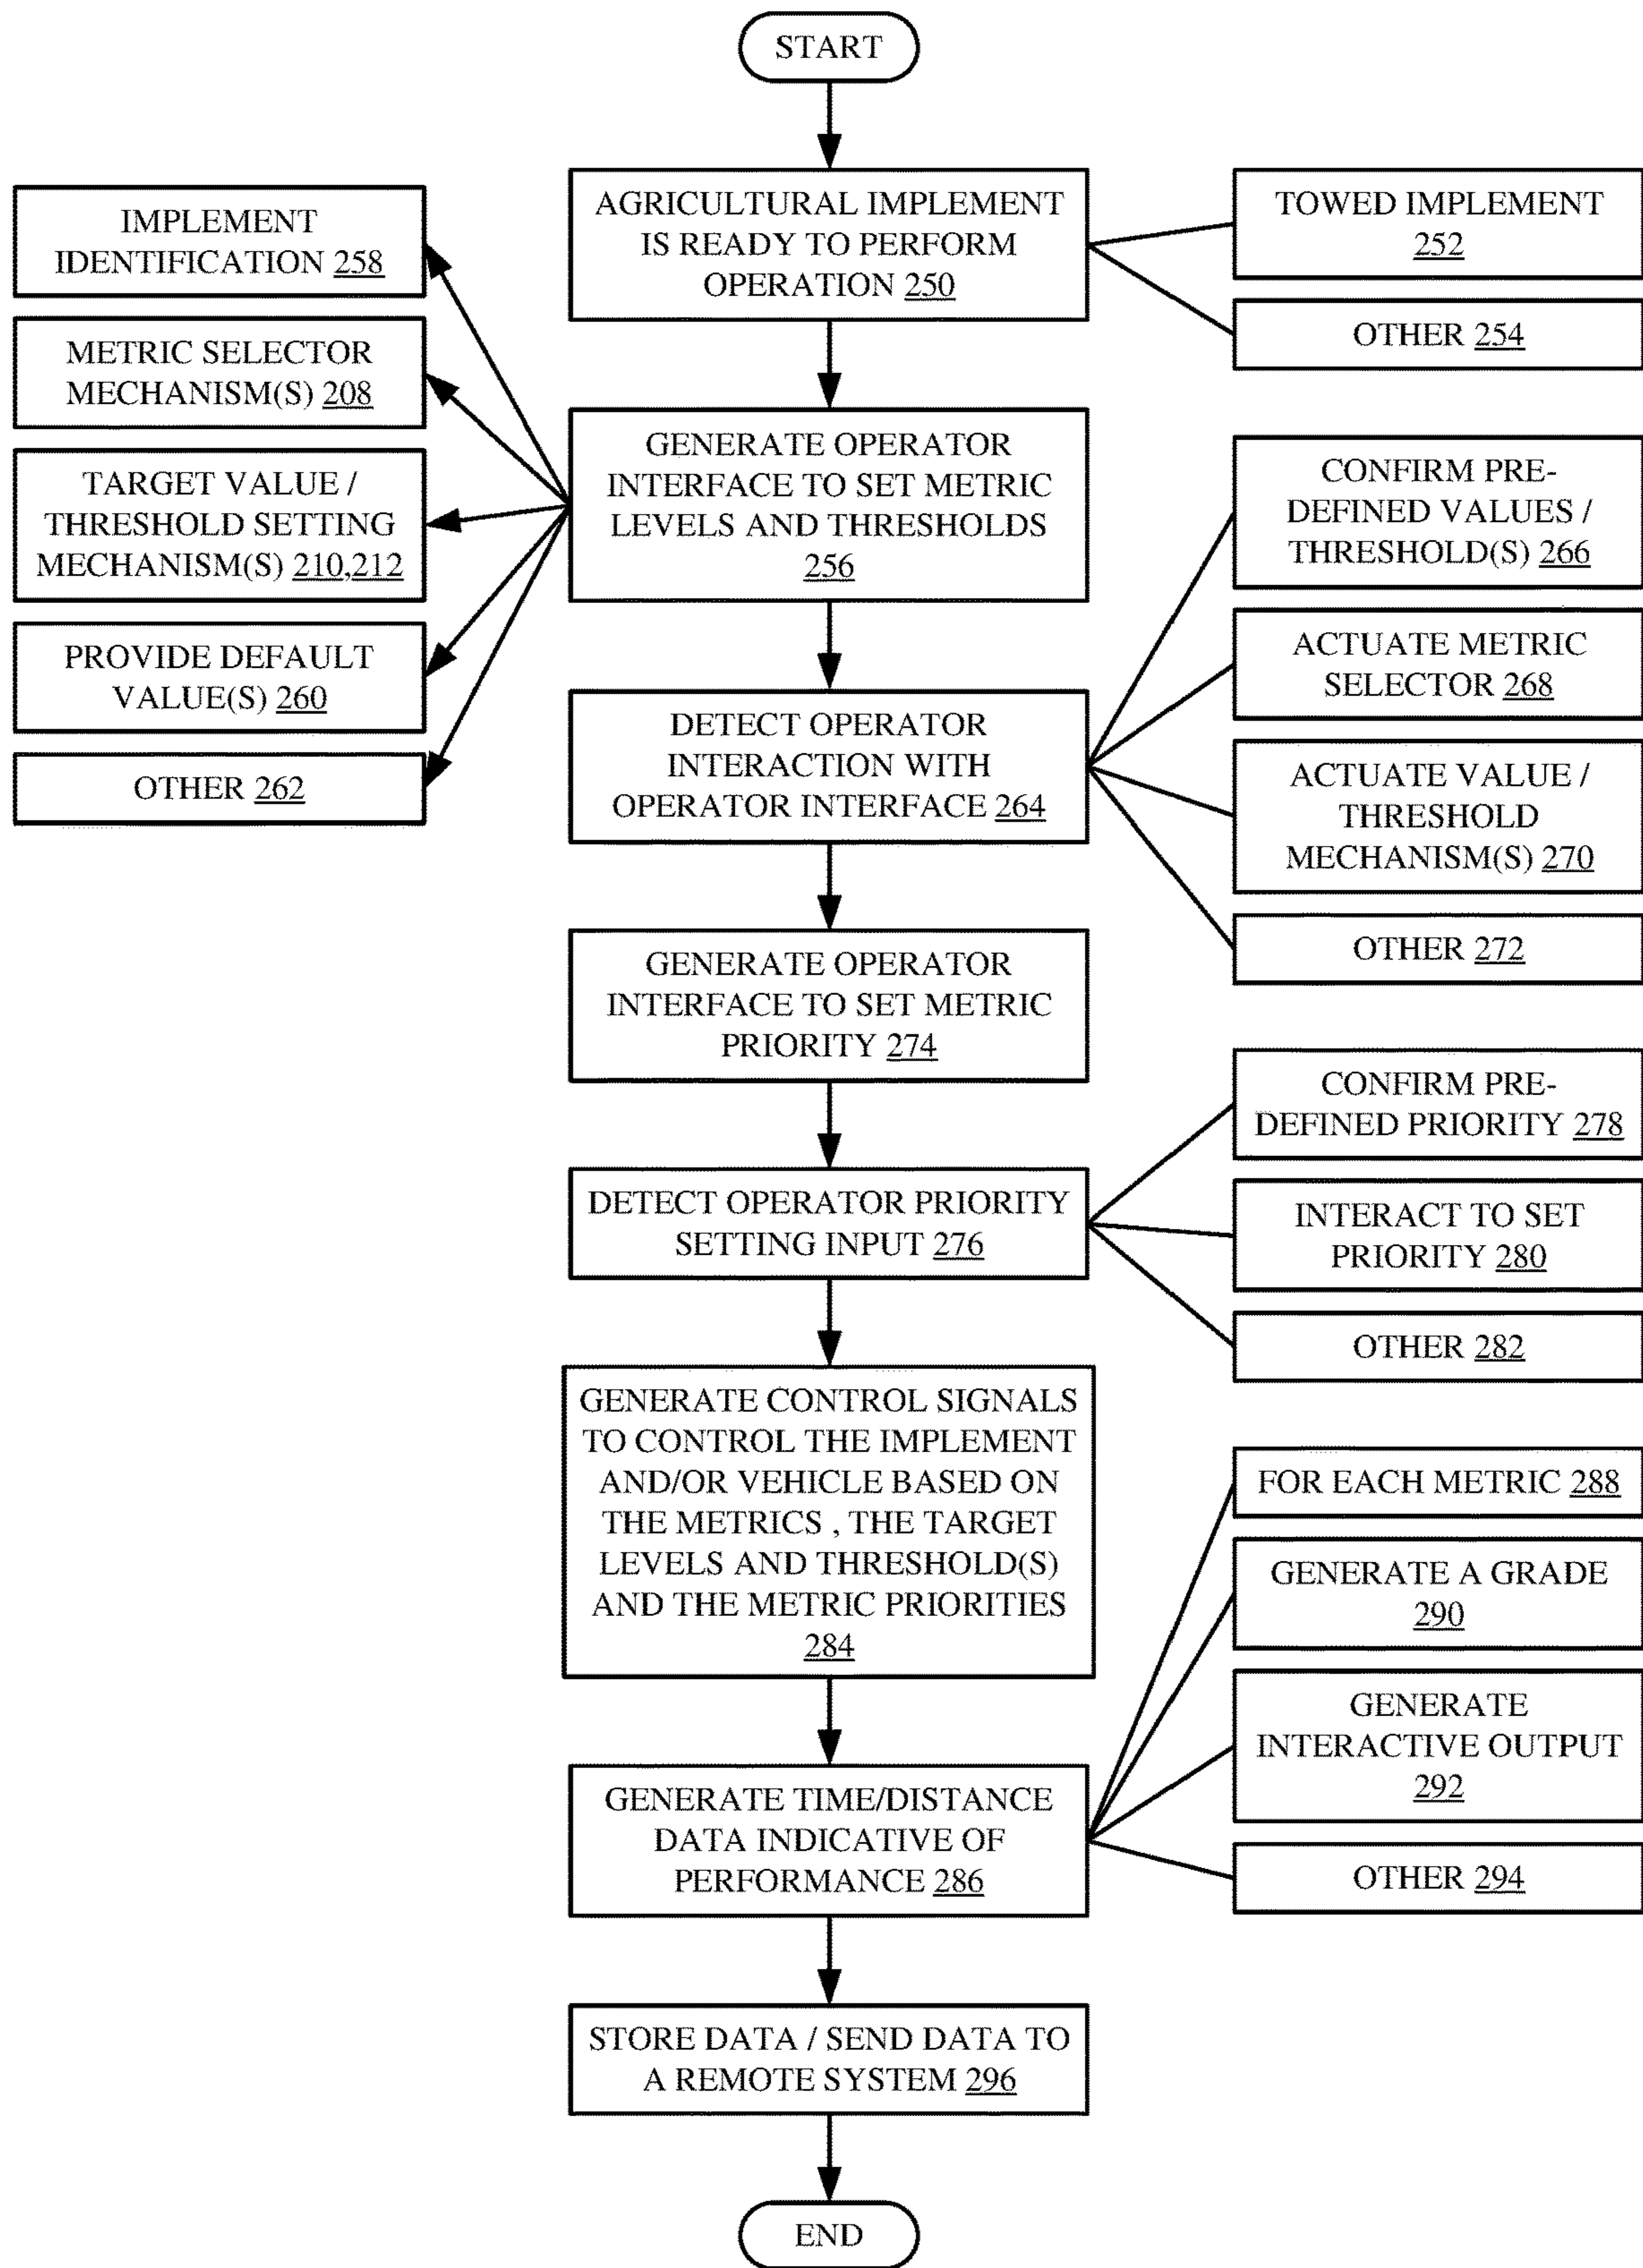 START
AGRICULTURAL IMPLEMENT
IS READY TO PERFORM
OPERATION 250
TOWED IMPLEMENT
252
OTHER 254
IMPLEMENT
IDENTIFICATION 258
METRIC SELECTOR
MECHANISM(S) 208
TARGET VALUE /
THRESHOLD SETTING
MECHANISM(S) 210,212
PROVIDE DEFAULT
VALUE(S) 260
OTHER 262
GENERATE OPERATOR
INTERFACE TO SET METRIC
LEVELS AND THRESHOLDS
256
DETECT OPERATOR
INTERACTION WITH
OPERATOR INTERFACE 264
CONFIRM PRE-
DEFINED VALUES /
THRESHOLD(S) 266
ACTUATE METRIC
SELECTOR 268
ACTUATE VALUE /
THRESHOLD
MECHANISM(S) 270
OTHER 272
GENERATE OPERATOR
INTERFACE TO SET METRIC
PRIORITY 274
DETECT OPERATOR PRIORITY
SETTING INPUT 276
CONFIRM PRE-
DEFINED PRIORITY 278
INTERACT TO SET
PRIORITY 280
OTHER 282
GENERATE CONTROL SIGNALS
TO CONTROL THE IMPLEMENT
AND/OR VEHICLE BASED ON
THE METRICS , THE TARGET
LEVELS AND THRESHOLD(S)
AND THE METRIC PRIORITIES
284
GENERATE TIME/DISTANCE
DATA INDICATIVE OF
PERFORMANCE 286
FOR EACH METRIC 288
GENERATE A GRADE
290
GENERATE
INTERACTIVE OUTPUT
292
OTHER 294
STORE DATA / SEND DATA TO
A REMOTE SYSTEM 296
END